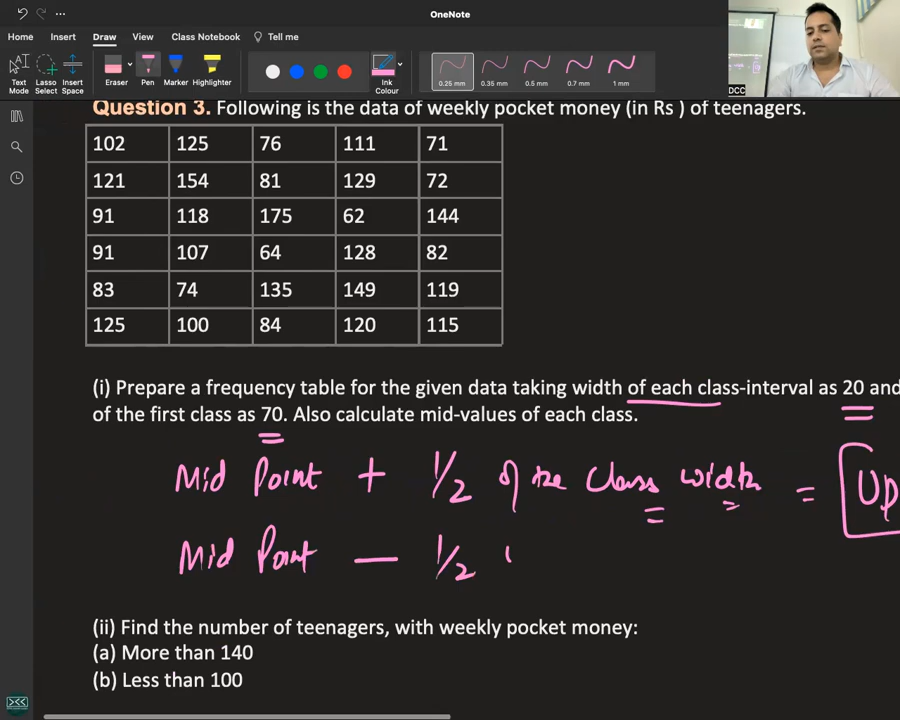 OneNote
Home Insert Draw View Class Notebook Tell me
Text Mode Lasso Select Insert Space Eraser Pen Marker Highlighter Ink Colour 0.25 mm 0.35 mm 0.5 mm 0.7 mm 1 mm
DCC
Question 3. Following is the data of weekly pocket money (in Rs ) of teenagers.
102 125 76 111 71
121 154 81 129 72
91 118 175 62 144
91 107 64 128 82
83 74 135 149 119
125 100 84 120 115
(i) Prepare a frequency table for the given data taking width of each class-interval as 20 and
of the first class as 70. Also calculate mid-values of each class.
Mid Point + 1/2 of the class width = Up
Mid Point — 1/2
(ii) Find the number of teenagers, with weekly pocket money:
(a) More than 140
(b) Less than 100